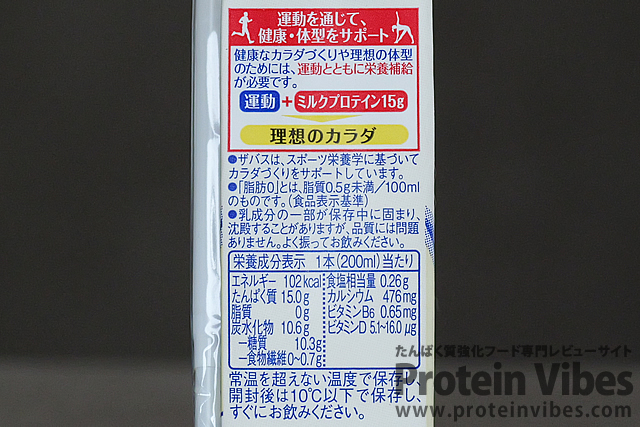 運動を通じて、
健康・体型をサポート
健康なカラダづくりや理想の体型
のためには、運動とともに栄養補給
が必要です。
運動+ミルクプロテイン15g
理想のカラダ
●ザバスは、スポーツ栄養学に基づいて
カラダづくりをサポートしています。
●「脂肪0」とは、脂質0.5g未満/100ml
のものです。(食品表示基準)
●乳成分の一部が保存中に固まり、
沈殿することがありますが、品質には問題
ありません。よく振ってお飲みください。
栄養成分表示 1本(200ml)当たり
エネルギー 102kcal 食塩相当量 0.26g
たんぱく質 15.0g カルシウム 476mg
脂質 0g ビタミンB6 0.65mg
炭水化物 10.6g ビタミンD 5.1~16.0μg
―糖質 10.3g
―食物繊維 0~0.7g
常温を超えない温度で保存し、
開封後は10℃以下で保存し、
すぐにお飲みください。
たんぱく質強化フード専門レビューサイト
Protein Vibes
www.proteinvibes.com